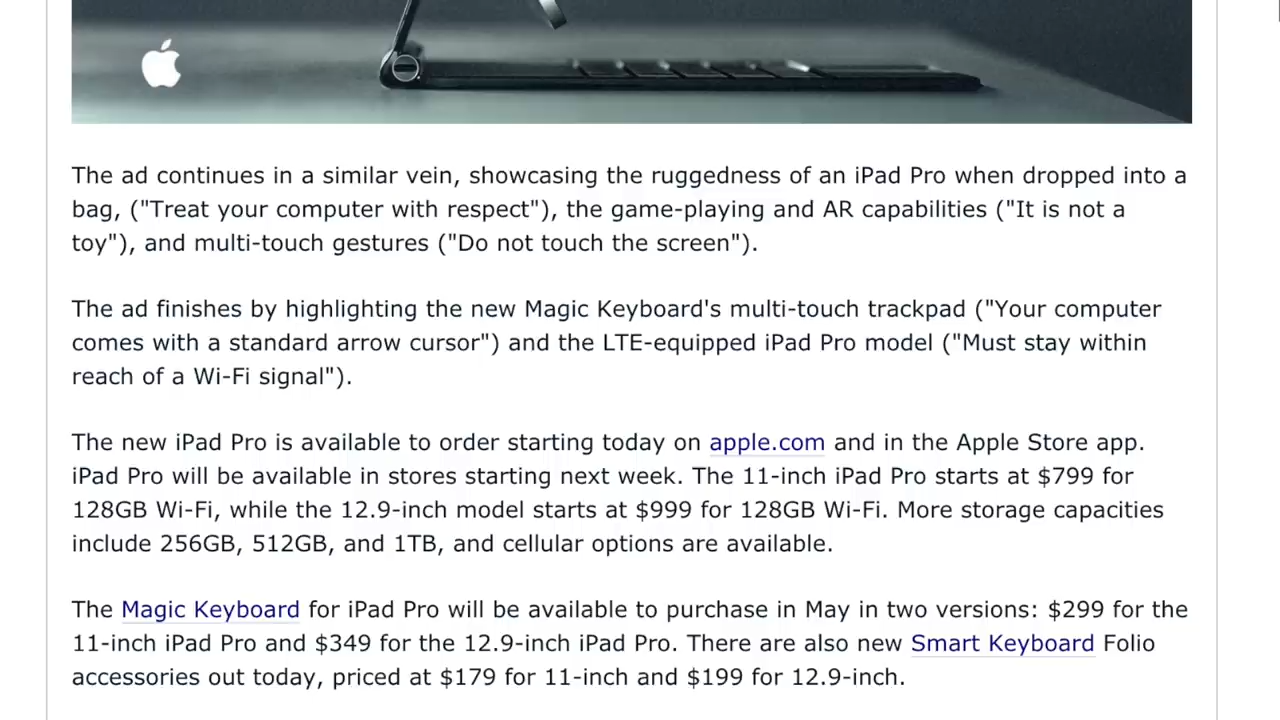 The ad continues in a similar vein, showcasing the ruggedness of an iPad Pro when dropped into a
bag, ("Treat your computer with respect"), the game-playing and AR capabilities ("It is not a
toy"), and multi-touch gestures ("Do not touch the screen").
The ad finishes by highlighting the new Magic Keyboard's multi-touch trackpad ("Your computer
comes with a standard arrow cursor") and the LTE-equipped iPad Pro model ("Must stay within
reach of a Wi-Fi signal").
The new iPad Pro is available to order starting today on apple.com and in the Apple Store app.
iPad Pro will be available in stores starting next week. The 11-inch iPad Pro starts at $799 for
128GB Wi-Fi, while the 12.9-inch model starts at $999 for 128GB Wi-Fi. More storage capacities
include 256GB, 512GB, and 1TB, and cellular options are available.
The Magic Keyboard for iPad Pro will be available to purchase in May in two versions: $299 for the
11-inch iPad Pro and $349 for the 12.9-inch iPad Pro. There are also new Smart Keyboard Folio
accessories out today, priced at $179 for 11-inch and $199 for 12.9-inch.